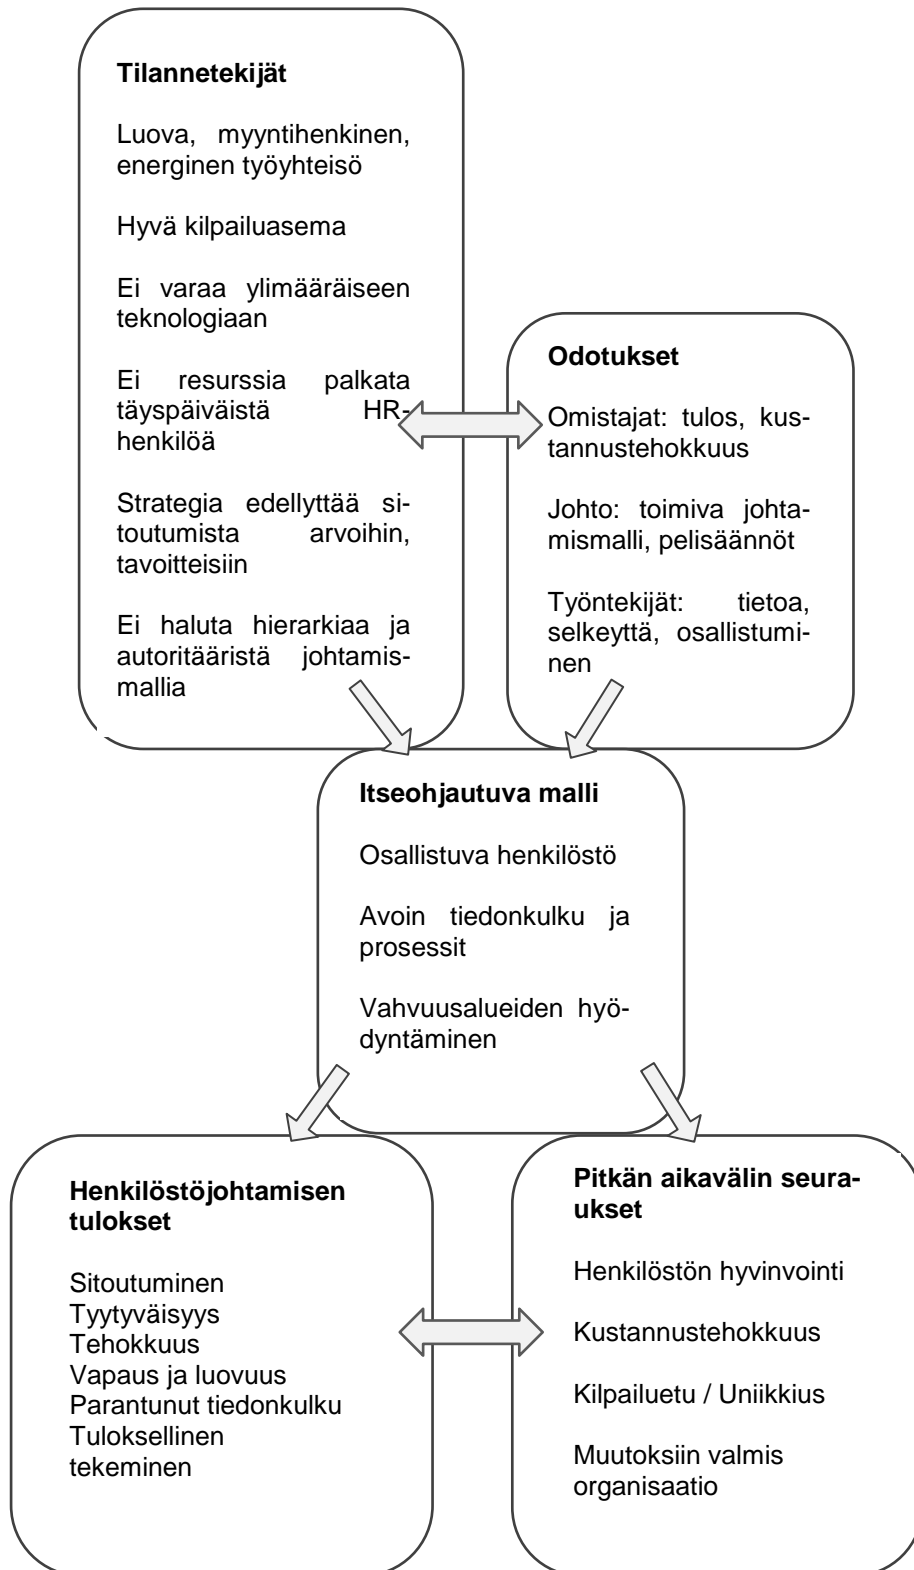 Tilannetekijät
Luova, myyntihenkinen,
energinen työyhteisö
Hyvä kilpailuasema
Ei varaa ylimääräiseen
teknologiaan
Ei resurssia palkata
täyspäiväistä HR-
henkilöä
Strategia edellyttää si-
toutumista arvoihin,
tavoitteisiin
Ei haluta hierarkiaa ja
autoritääristä johtamis-
mallia
Odotukset
Omistajat: tulos, kus-
tannustehokkuus
Johto: toimiva johta-
mismalli, pelisäännöt
Työntekijät: tietoa,
selkeyttä, osallistumi-
nen
Itseohjautuva malli
Osallistuva henkilöstö
Avoin tiedonkulku ja
prosessit
Vahvuusalueiden hyö-
dyntäminen
Henkilöstöjohtamisen
tulokset
Sitoutuminen
Tyytyväisyys
Tehokkuus
Vapaus ja luovuus
Parantunut tiedonkulku
Tuloksellinen
tekeminen
Pitkän aikavälin seura-
ukset
Henkilöstön hyvinvointi
Kustannustehokkuus
Kilpailuetu / Uniikkius
Muutoksiin valmis
organisaatio